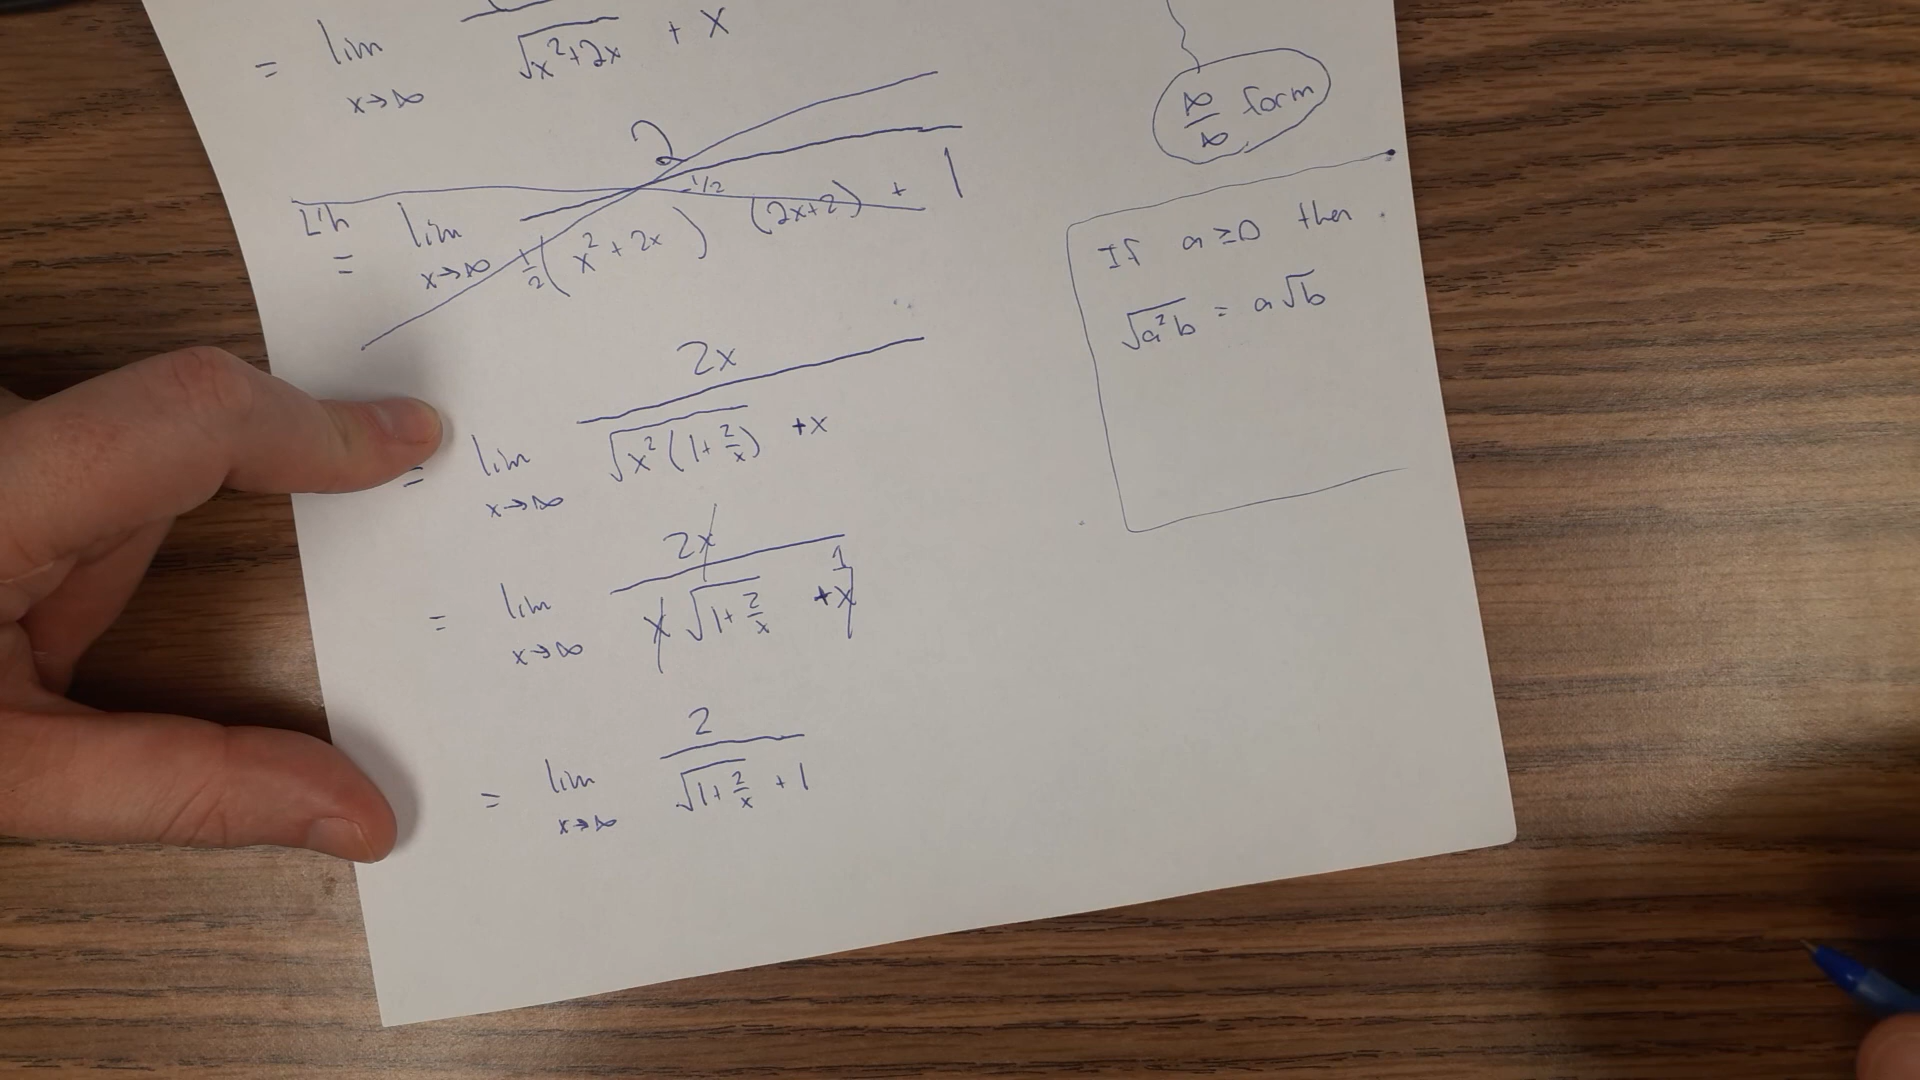 = lim x→∞ √(x²+2x) + x
∞/∞ form
L'H = lim x→∞ 2 / ½(x²+2x)^(-1/2) (2x+2) + 1
If a ≥ 0 then
√(a²b) = a√b
= lim x→∞ 2x / √(x²(1+2/x)) + x
= lim x→∞ 2x / x√(1+2/x) + x 1
= lim x→∞ 2 / √(1+2/x) + 1